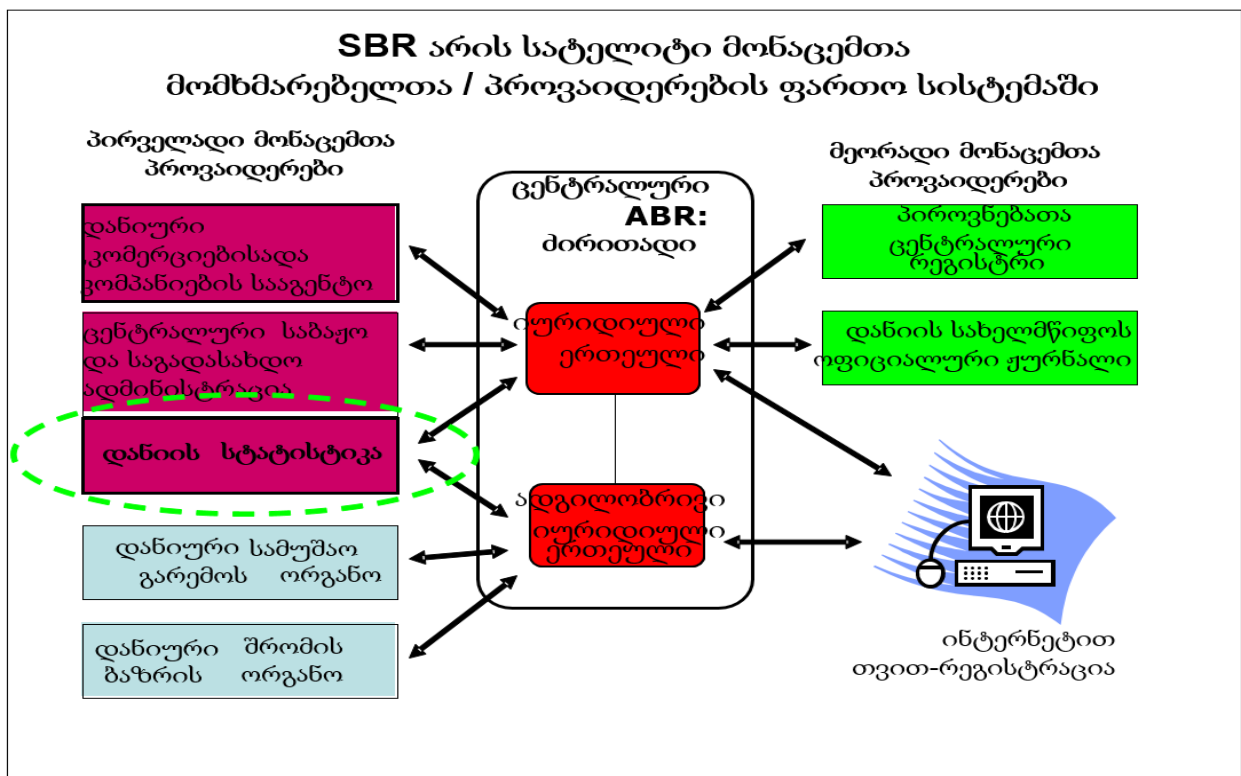 SBR არის სატელიტი მონაცემთა
მომხმარებელთა / პროვაიდერების ფართო სისტემაში
პირველადი მონაცემთა
პროვაიდერები
დანიური
კომერციებისადა
კომპანიების სააგენტო
ცენტრალური საბაჟო
და საგადასახდო
ადმინისტრაცია
დანიის სტატისტიკა
დანიური სამუშაო
გარემოს ორგანო
დანიური შრომის
ბაზრის ორგანო
ცენტრალური
ABR:
ძირითადი
იურიდიული
ერთეული
ადგილობრივი
იურიდიული
ერთეული
მეორადი მონაცემთა
პროვაიდერები
პიროვნებათა
ცენტრალური
რეგისტრი
დანიის სახელმწიფოს
ოფიციალური ჟურნალი
ინტერნეტით
თვით-რეგისტრაცია